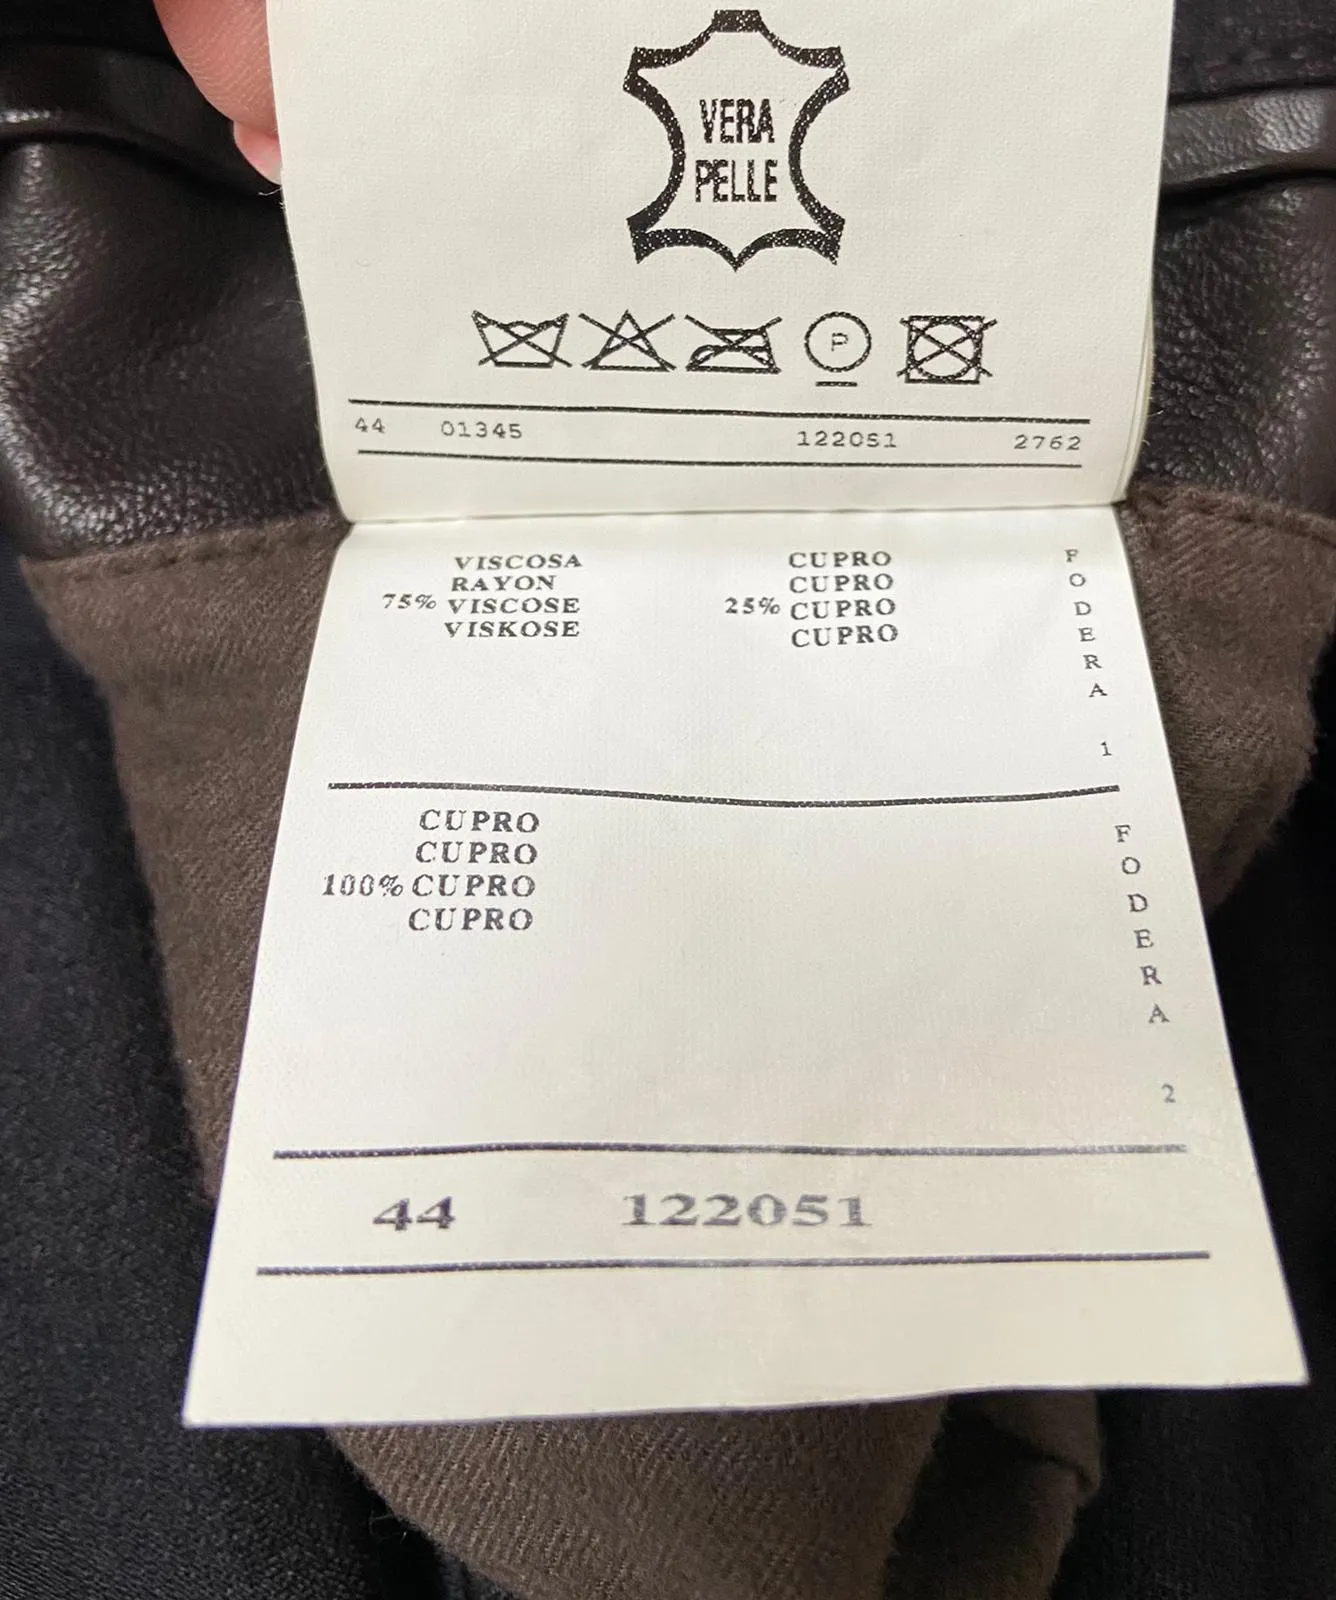 VERA
PELLE
P
44 01345 122051 2762
VISCOSA CUPRO
RAYON CUPRO
75% VISCOSE 25% CUPRO
VISKOSE CUPRO
FODERA 1
CUPRO
CUPRO
100% CUPRO
CUPRO
FODERA 2
44 122051